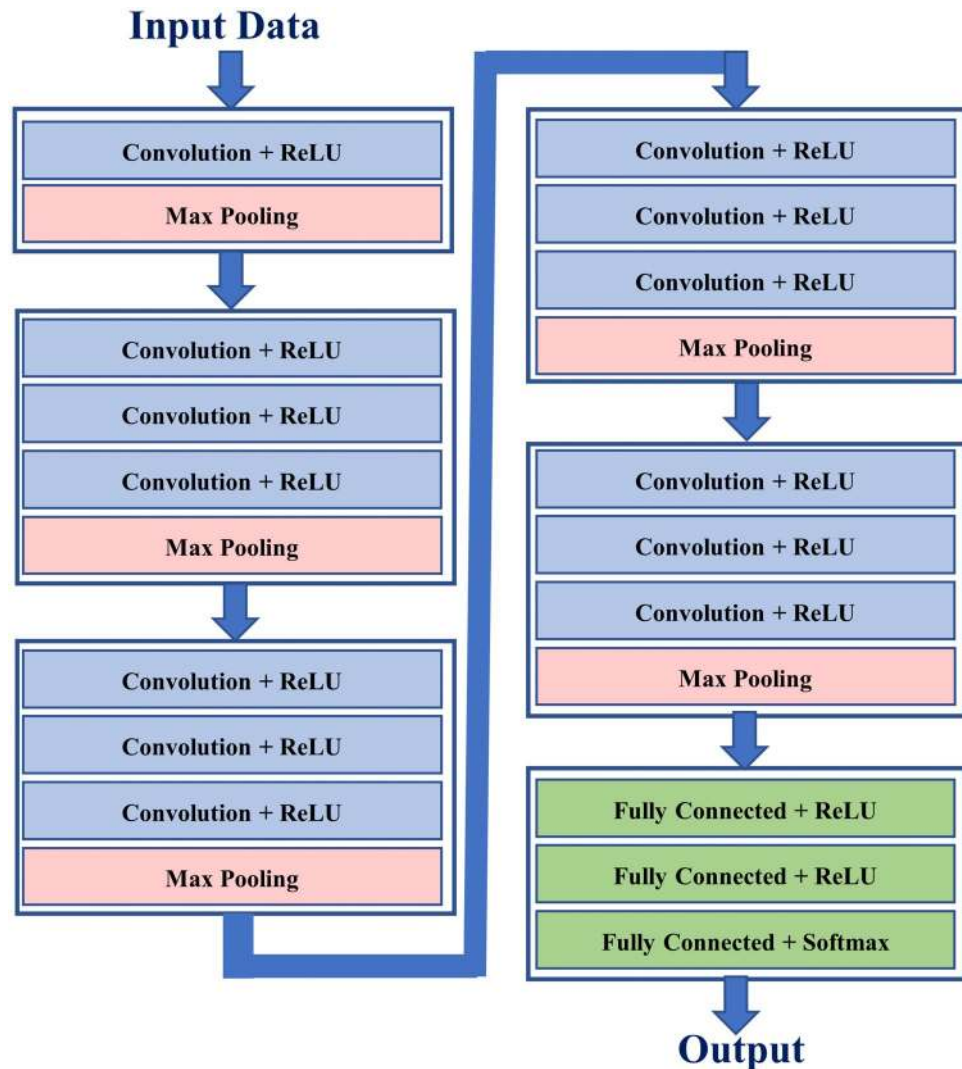 Input Data
Convolution + ReLU
Max Pooling
Convolution + ReLU
Convolution + ReLU
Convolution + ReLU
Max Pooling
Convolution + ReLU
Convolution + ReLU
Convolution + ReLU
Max Pooling
Convolution + ReLU
Convolution + ReLU
Convolution + ReLU
Max Pooling
Convolution + ReLU
Convolution + ReLU
Convolution + ReLU
Max Pooling
Fully Connected + ReLU
Fully Connected + ReLU
Fully Connected + Softmax
Output